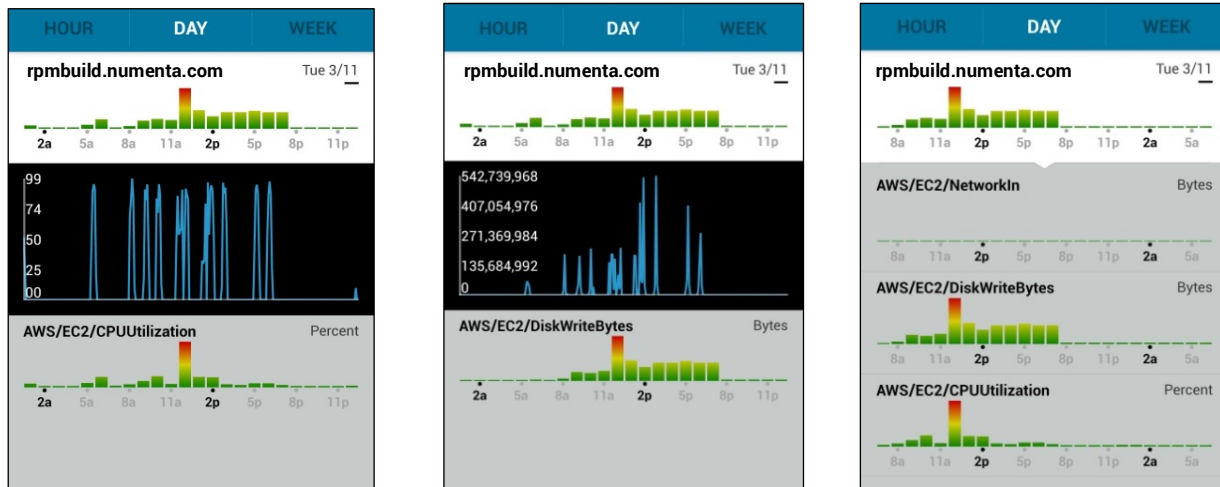 HOUR DAY WEEK
rpmbuild.numenta.com Tue 3/11
2a 5a 8a 11a 2p 5p 8p 11p
99
74
50
25
00
AWS/EC2/CPUUtilization Percent
2a 5a 8a 11a 2p 5p 8p 11p
HOUR DAY WEEK
rpmbuild.numenta.com Tue 3/11
2a 5a 8a 11a 2p 5p 8p 11p
542,739,968
407,054,976
271,369,984
135,684,992
0
AWS/EC2/DiskWriteBytes Bytes
2a 5a 8a 11a 2p 5p 8p 11p
HOUR DAY WEEK
rpmbuild.numenta.com Tue 3/11
8a 11a 2p 5p 8p 11p 2a 5a
AWS/EC2/NetworkIn Bytes
8a 11a 2p 5p 8p 11p 2a 5a
AWS/EC2/DiskWriteBytes Bytes
8a 11a 2p 5p 8p 11p 2a 5a
AWS/EC2/CPUUtilization Percent
8a 11a 2p 5p 8p 11p 2a 5a